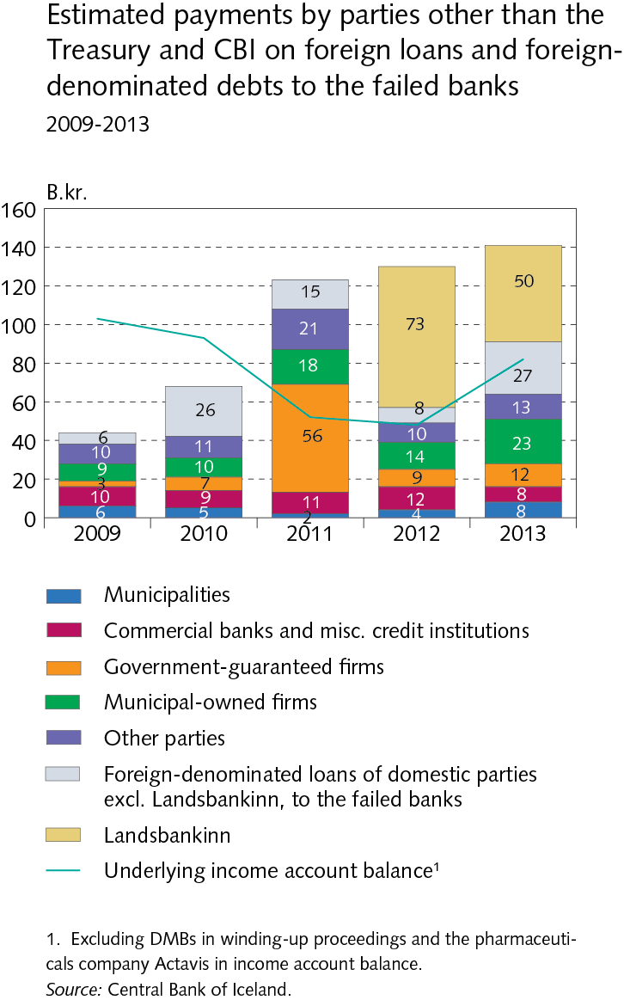 Estimated payments by parties other than the
Treasury and CBI on foreign loans and foreign-
denominated debts to the failed banks
2009-2013
B.kr.
160
140
120
100
80
60
40
20
0
6
10
9
3
10
6
26
11
10
7
9
5
15
21
18
56
11
2
73
8
10
14
9
12
4
50
27
13
23
12
8
8
2009 2010 2011 2012 2013
Municipalities
Commercial banks and misc. credit institutions
Government-guaranteed firms
Municipal-owned firms
Other parties
Foreign-denominated loans of domestic parties
excl. Landsbankinn, to the failed banks
Landsbankinn
Underlying income account balance¹
1. Excluding DMBs in winding-up proceedings and the pharmaceuti-
cals company Actavis in income account balance.
Source: Central Bank of Iceland.